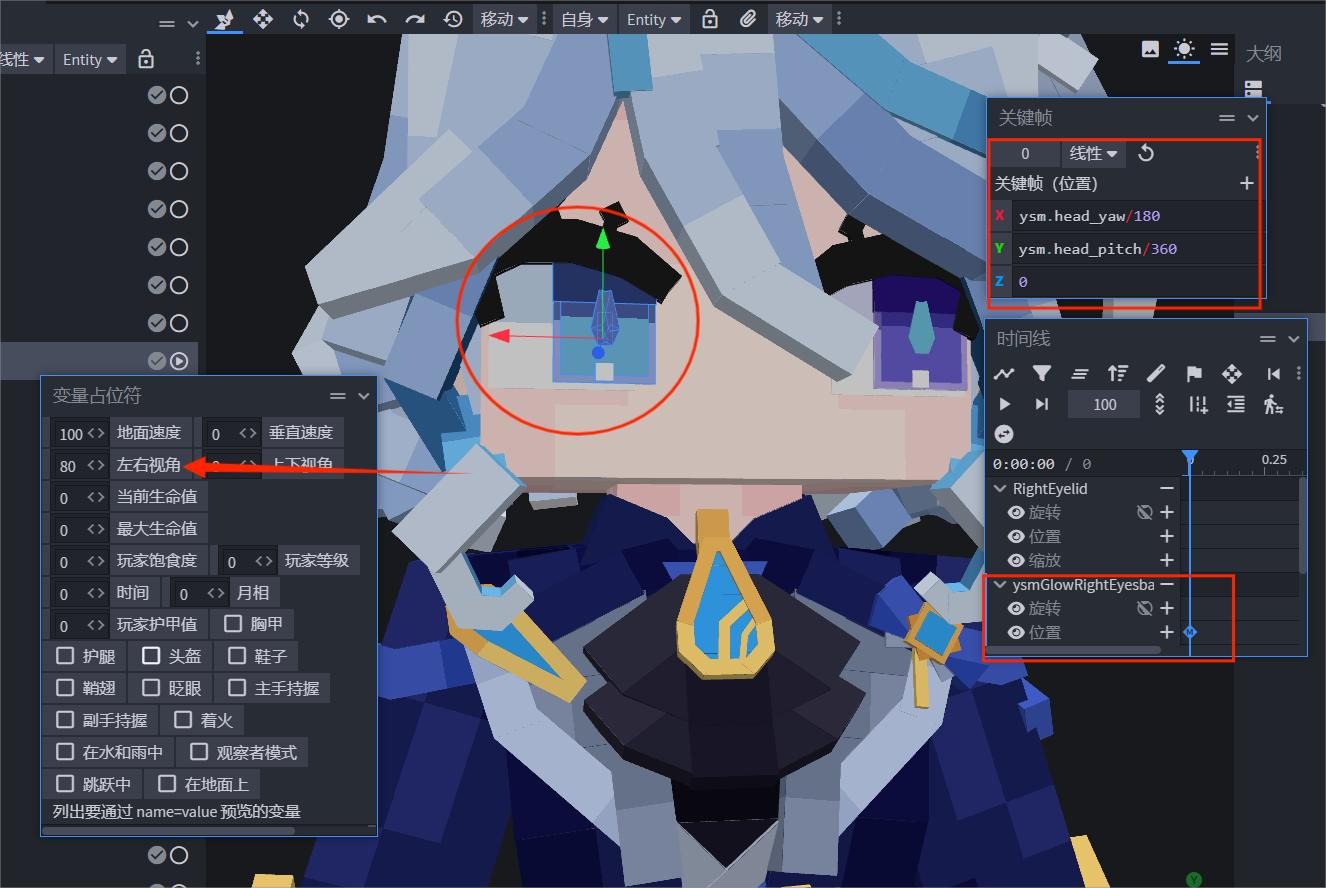 移动
自身
Entity
移动
线性
Entity
大纲
关键帧
0
线性
关键帧（位置）
X ysm.head_yaw/180
Y ysm.head_pitch/360
Z 0
时间线
100
0:00:00 / 0
0
0.25
RightEyelid
旋转
位置
缩放
ysmGlowRightEyesba
旋转
位置
变量占位符
100 <> 地面速度 0 <> 垂直速度
80 <> 左右视角 0 <> 上下视角
0 <> 当前生命值
0 <> 最大生命值
0 <> 玩家饱食度 0 <> 玩家等级
0 <> 时间 0 <> 月相
0 <> 玩家护甲值 胸甲
护腿 头盔 鞋子
鞘翅 眨眼 主手持握
副手持握 着火
在水和雨中 观察者模式
跳跃中 在地面上
列出要通过 name=value 预览的变量
Y